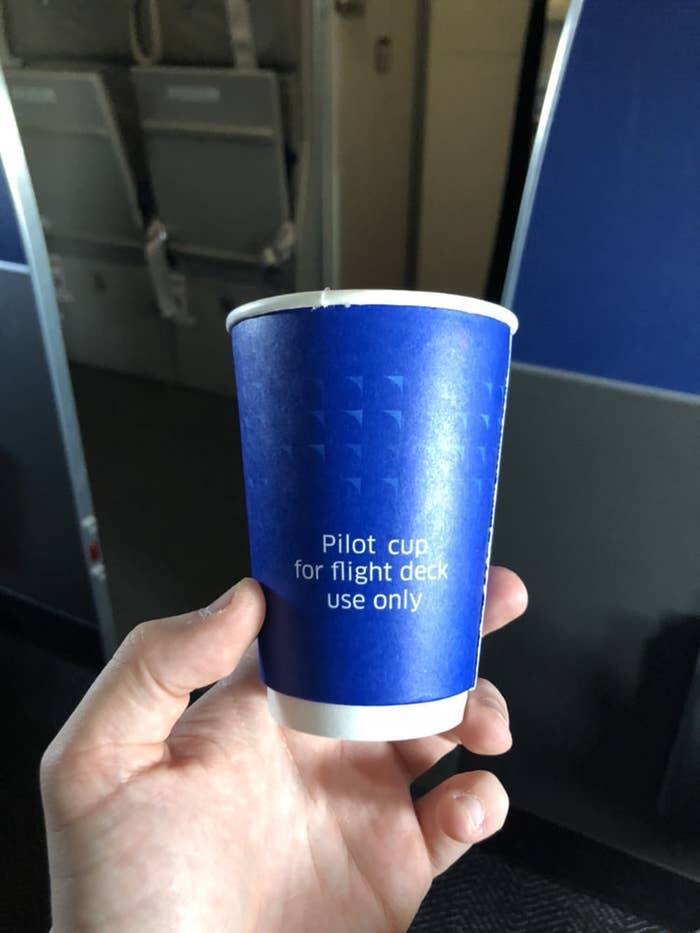 Pilot cup
for flight deck
use only